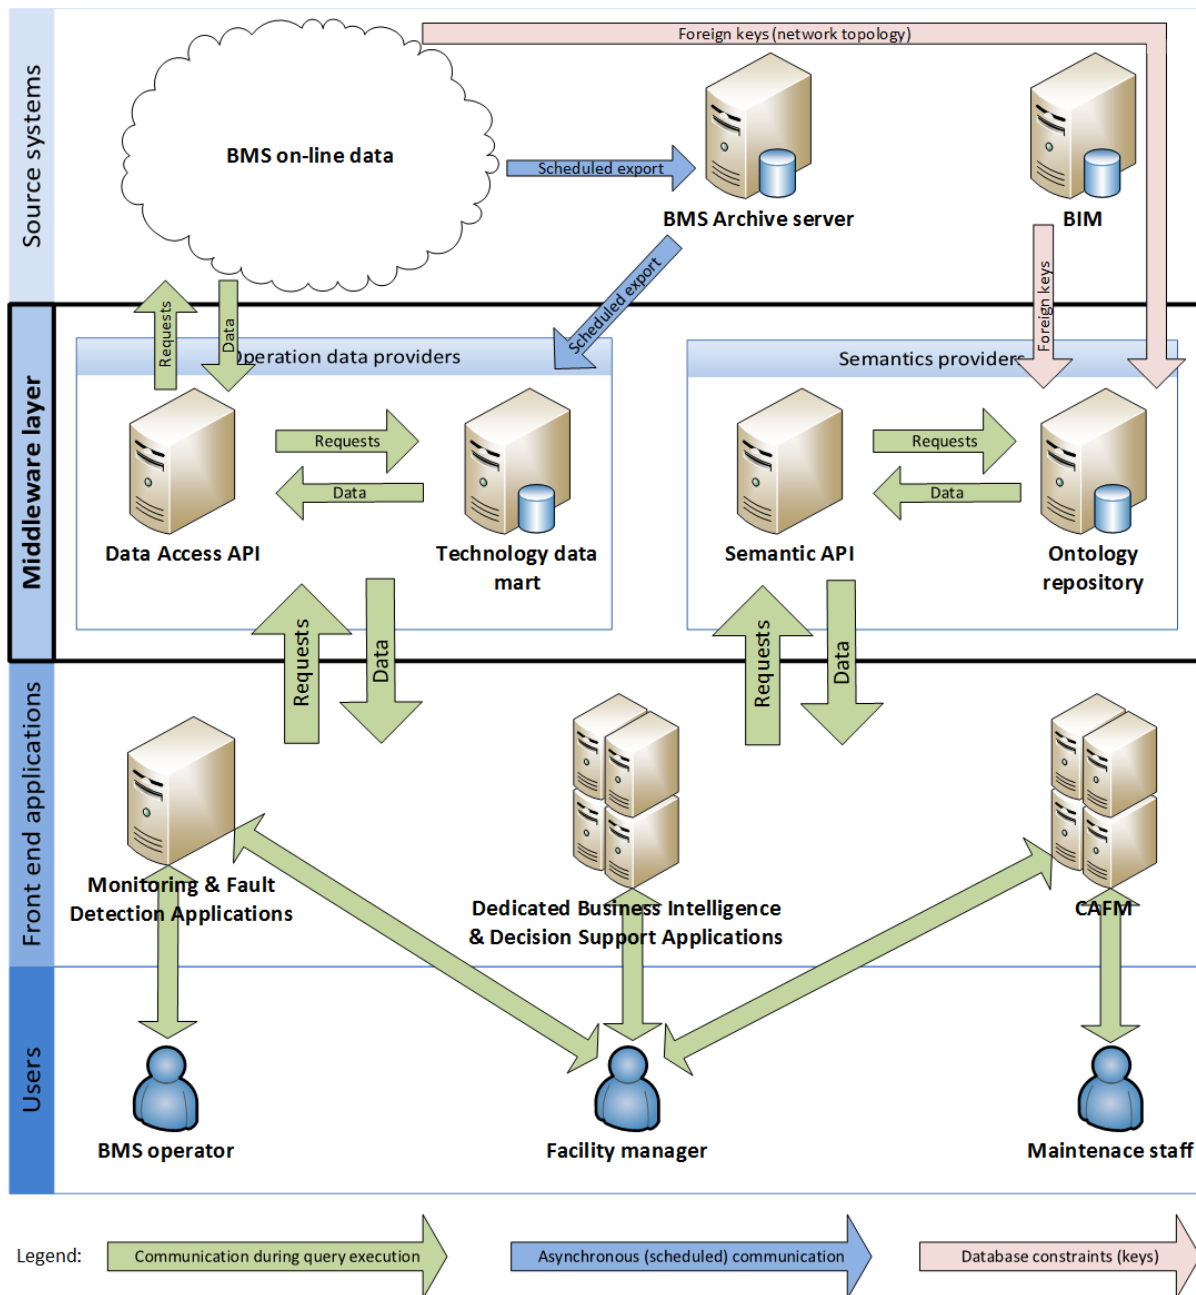 Source systems
Foreign keys (network topology)
BMS on-line data
Scheduled export
BMS Archive server
BIM
Scheduled export
Foreign keys
Requests
Data
Middleware layer
Operation data providers
Semantics providers
Requests
Data
Requests
Data
Data Access API
Technology data
mart
Semantic API
Ontology
repository
Requests
Data
Requests
Data
Front end applications
Monitoring & Fault
Detection Applications
Dedicated Business Intelligence
& Decision Support Applications
CAFM
Users
BMS operator
Facility manager
Maintenace staff
Legend:
Communication during query execution
Asynchronous (scheduled) communication
Database constraints (keys)